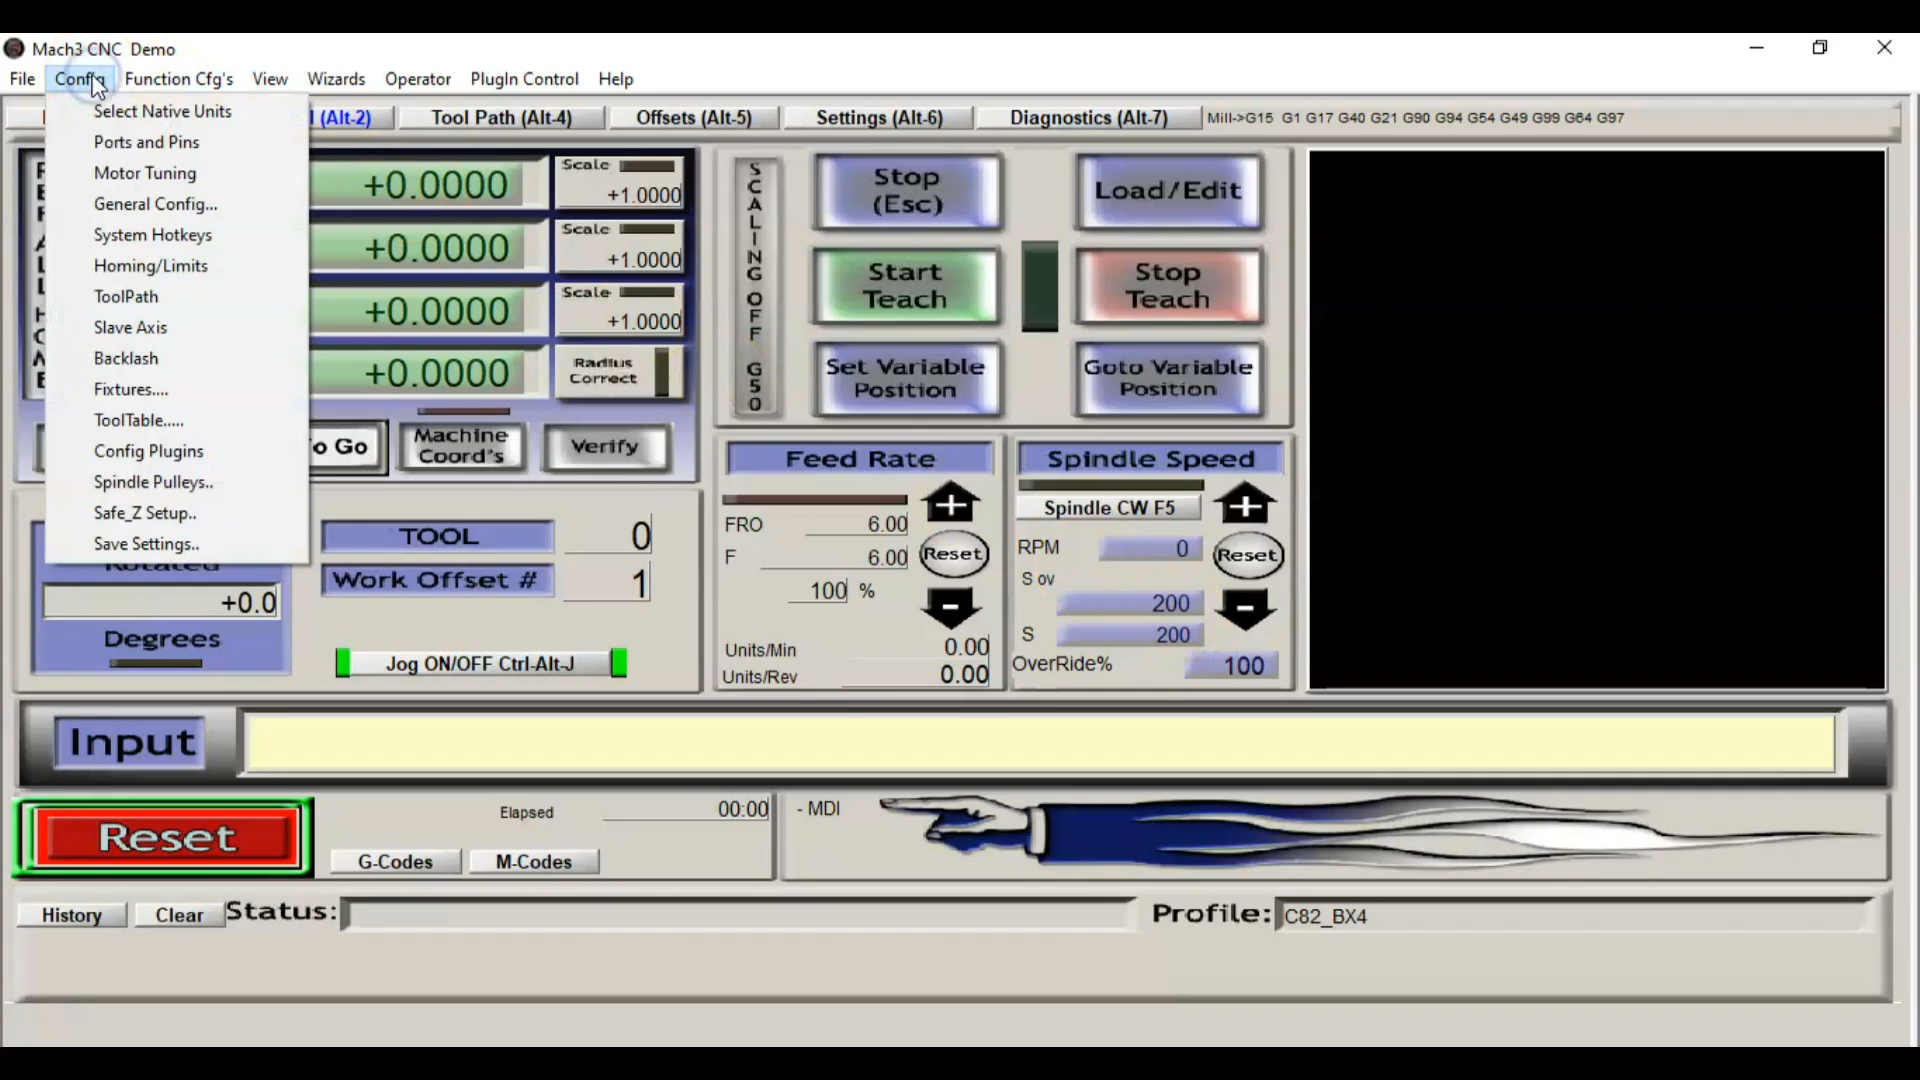 Mach3 CNC Demo
File Config Function Cfg's View Wizards Operator PlugIn Control Help
Select Native Units
Ports and Pins
Motor Tuning
General Config...
System Hotkeys
Homing/Limits
ToolPath
Slave Axis
Backlash
Fixtures....
ToolTable.....
Config Plugins
Spindle Pulleys..
Safe_Z Setup..
Save Settings..
(Alt-2) Tool Path (Alt-4) Offsets (Alt-5) Settings (Alt-6) Diagnostics (Alt-7) Mill->G15 G1 G17 G40 G21 G90 G94 G54 G49 G99 G64 G97
+0.0000 Scale +1.0000
+0.0000 Scale +1.0000
+0.0000 Scale +1.0000
+0.0000 Radius Correct
o Go Machine Coord's Verify
SCALING OFF G50
Stop (Esc)
Load/Edit
Start Teach
Stop Teach
Set Variable Position
Goto Variable Position
Rotated
+0.0
Degrees
TOOL 0
Work Offset # 1
Jog ON/OFF Ctrl-Alt-J
Feed Rate
FRO 6.00
F 6.00
100 %
+
Reset
-
Units/Min 0.00
Units/Rev 0.00
Spindle Speed
Spindle CW F5
RPM 0
S ov
200
S 200
OverRide% 100
+
Reset
-
Input
Reset
Elapsed 00:00
G-Codes M-Codes
- MDI
History Clear Status: Profile: C82_BX4